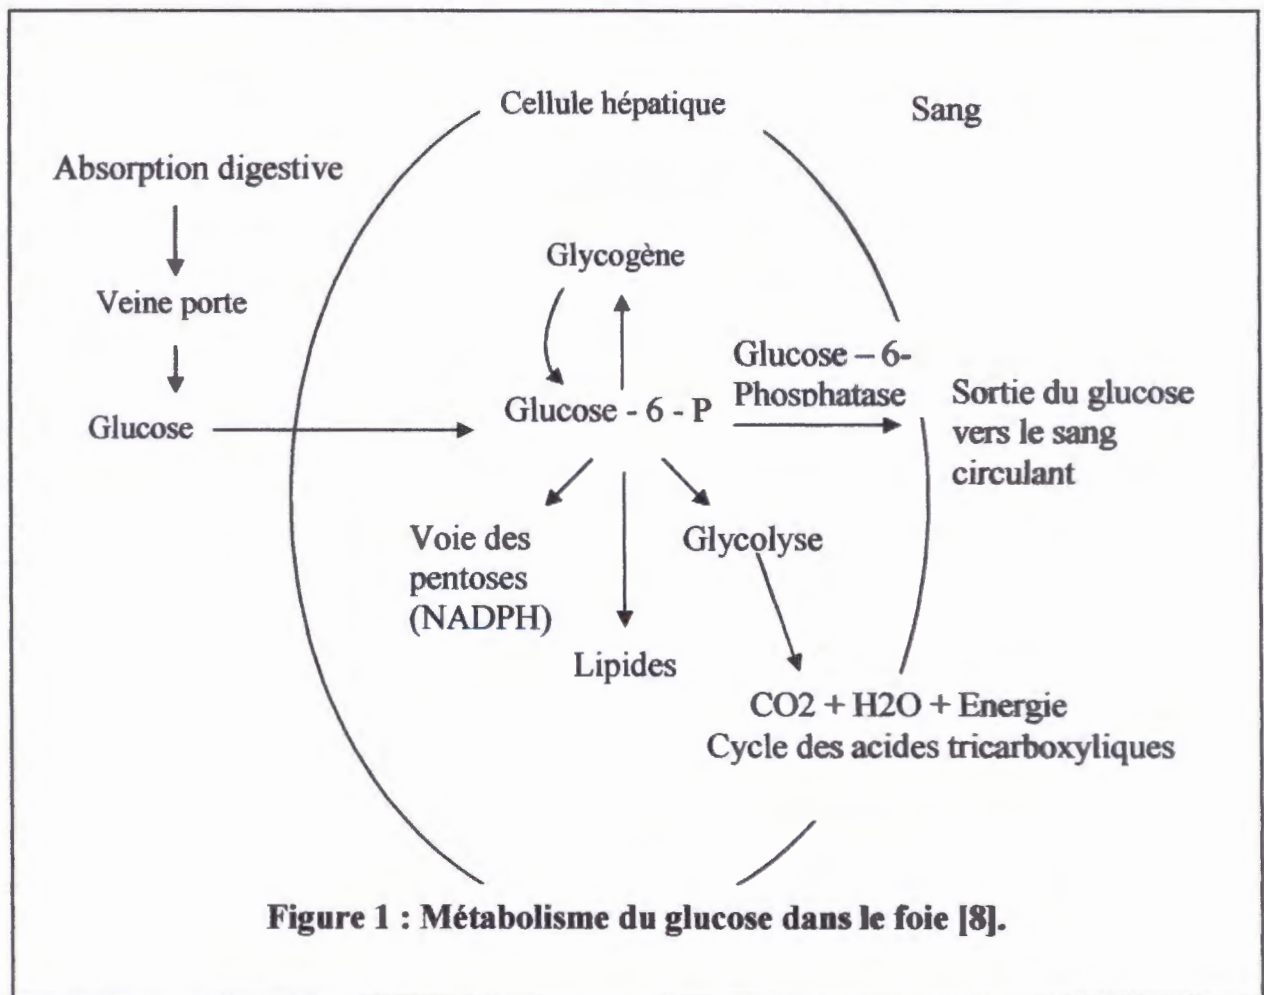 Cellule hépatique
Sang
Absorption digestive
Glycogène
Veine porte
Glucose – 6-
Phosphatase
Sortie du glucose
vers le sang
circulant
Glucose
Glucose - 6 - P
Voie des
pentoses
(NADPH)
Glycolyse
Lipides
CO2 + H2O + Energie
Cycle des acides tricarboxyliques
Figure 1 : Métabolisme du glucose dans le foie [8].